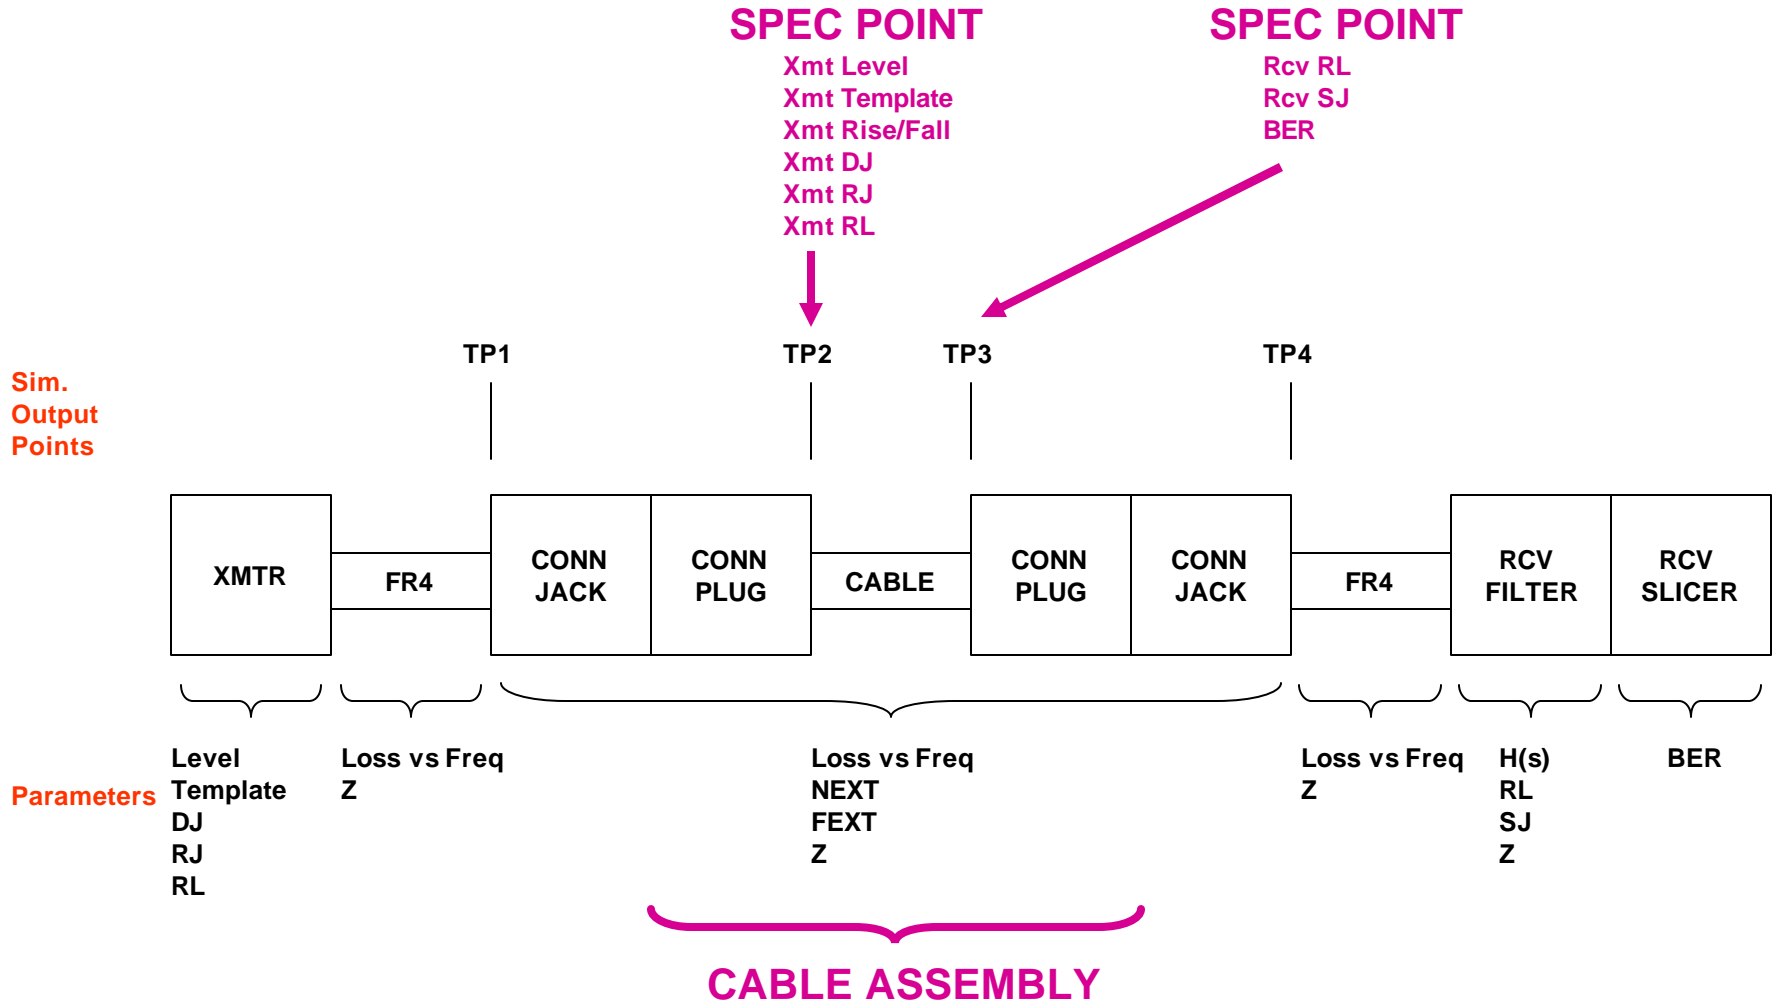 SPEC POINT
Xmt Level
Xmt Template
Xmt Rise/Fall
Xmt DJ
Xmt RJ
Xmt RL
SPEC POINT
Rcv RL
Rcv SJ
BER
TP1
TP2
TP3
TP4
Sim.
Output
Points
XMTR
FR4
CONN
JACK
CONN
PLUG
CABLE
CONN
PLUG
CONN
JACK
FR4
RCV
FILTER
RCV
SLICER
Parameters
Level
Template
DJ
RJ
RL
Loss vs Freq
Z
Loss vs Freq
NEXT
FEXT
Z
Loss vs Freq
Z
H(s)
RL
SJ
Z
BER
CABLE ASSEMBLY